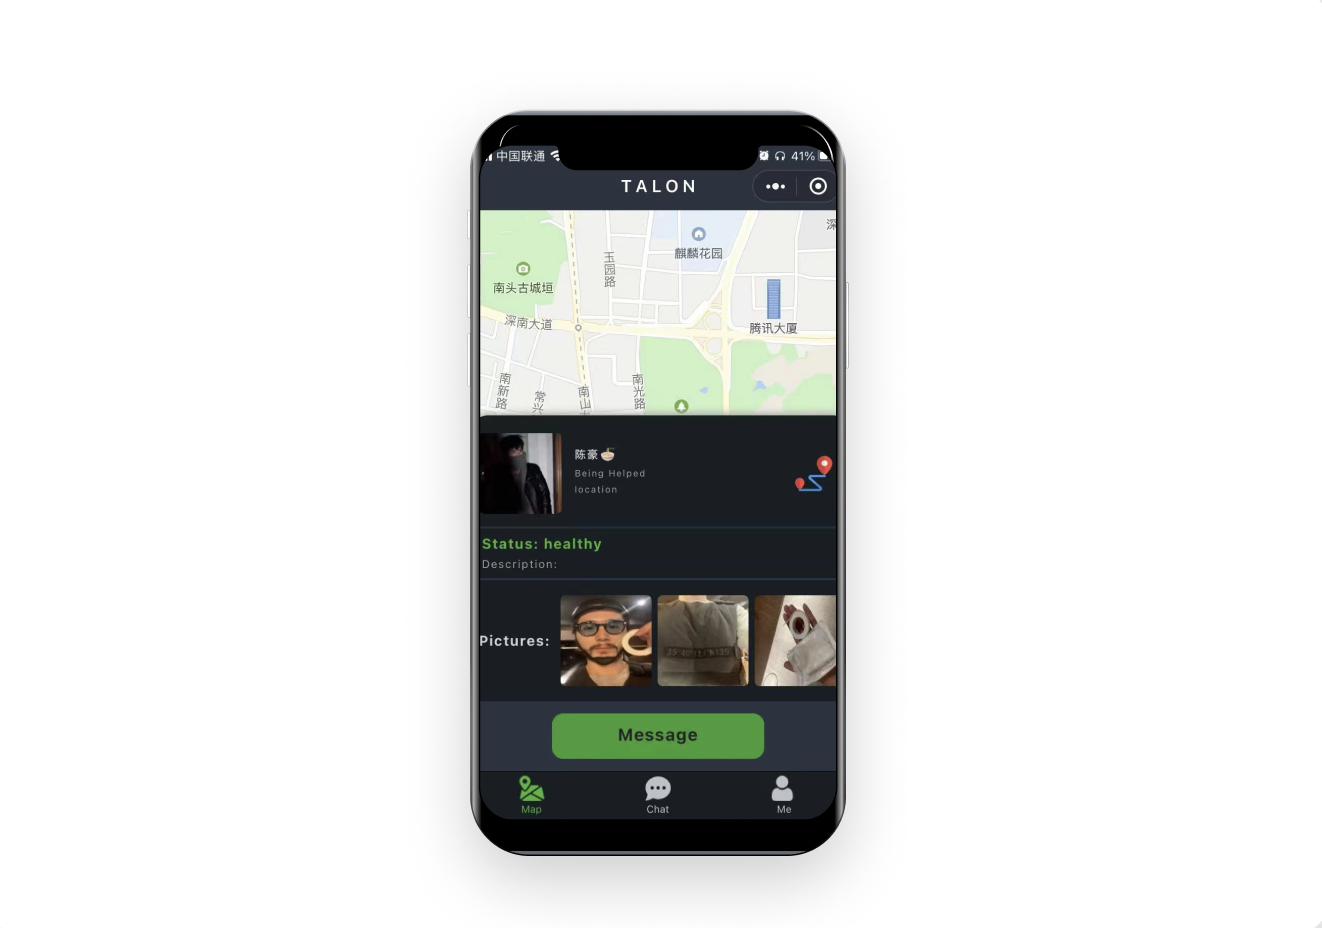 中国联通
41%
TALON
深
麒麟花园
玉园路
南头古城垣
腾讯大厦
深南大道
南新路
常兴
南山
南光路
陈豪
Being Helped
location
Status: healthy
Description:
Pictures:
Message
Map
Chat
Me